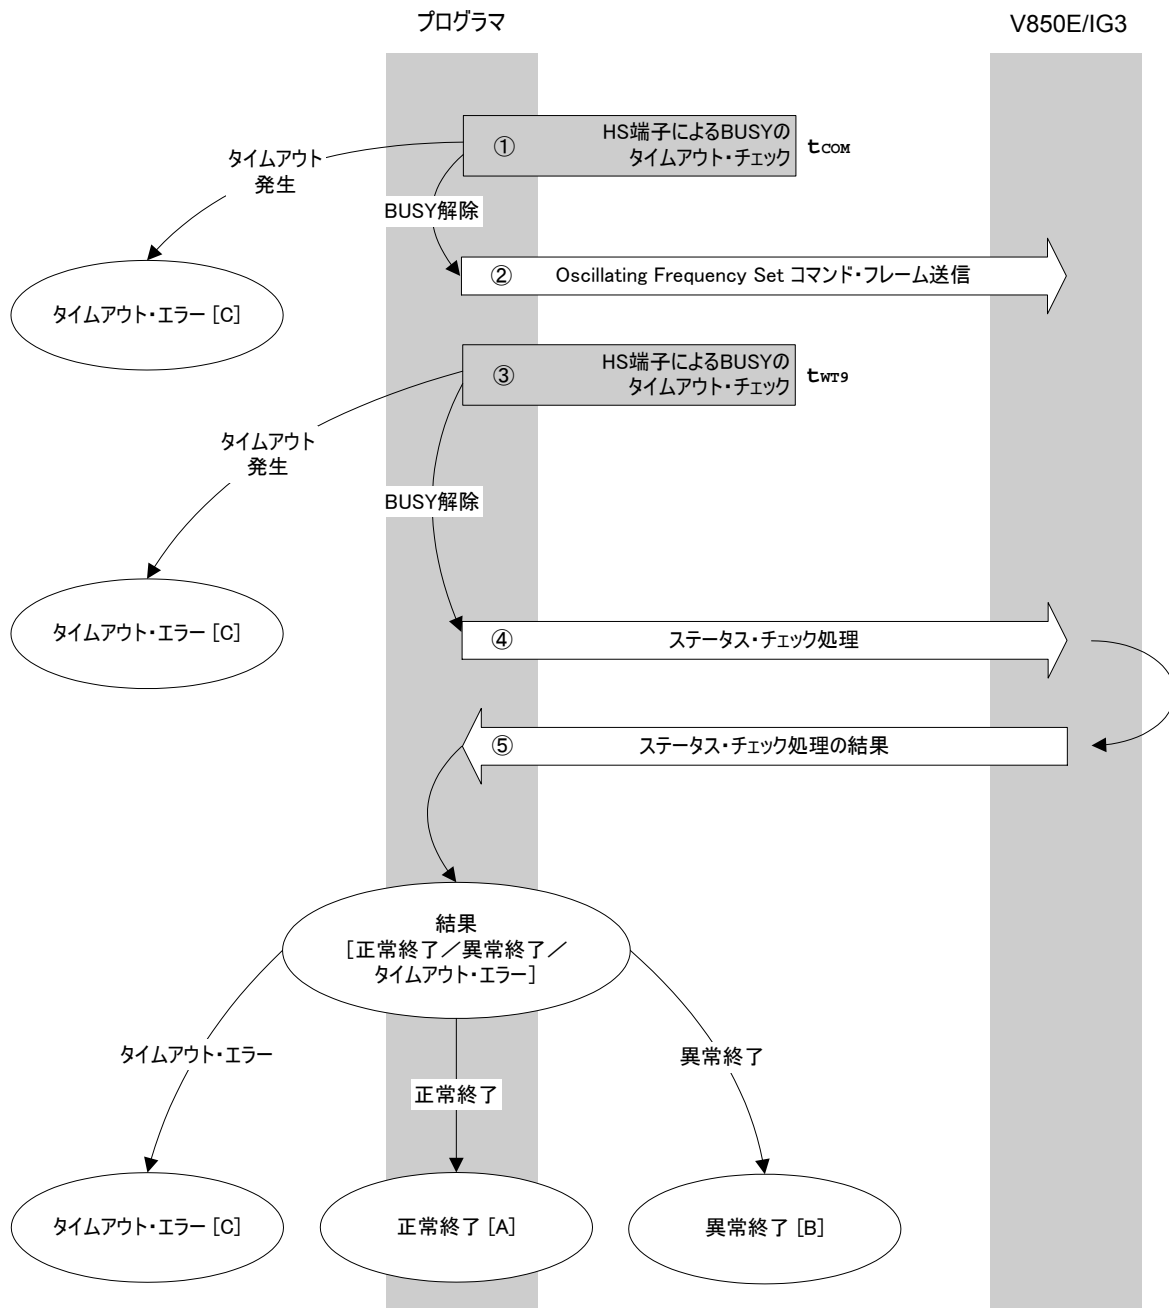 プログラマ
V850E/IG3
① HS端子によるBUSYの
タイムアウト・チェック
tCOM
タイムアウト
発生
BUSY解除
② Oscillating Frequency Set コマンド・フレーム送信
タイムアウト・エラー [C]
③ HS端子によるBUSYの
タイムアウト・チェック
tWT9
タイムアウト
発生
BUSY解除
タイムアウト・エラー [C]
④ ステータス・チェック処理
⑤ ステータス・チェック処理の結果
結果
[正常終了／異常終了／
タイムアウト・エラー]
タイムアウト・エラー
正常終了
異常終了
タイムアウト・エラー [C]
正常終了 [A]
異常終了 [B]